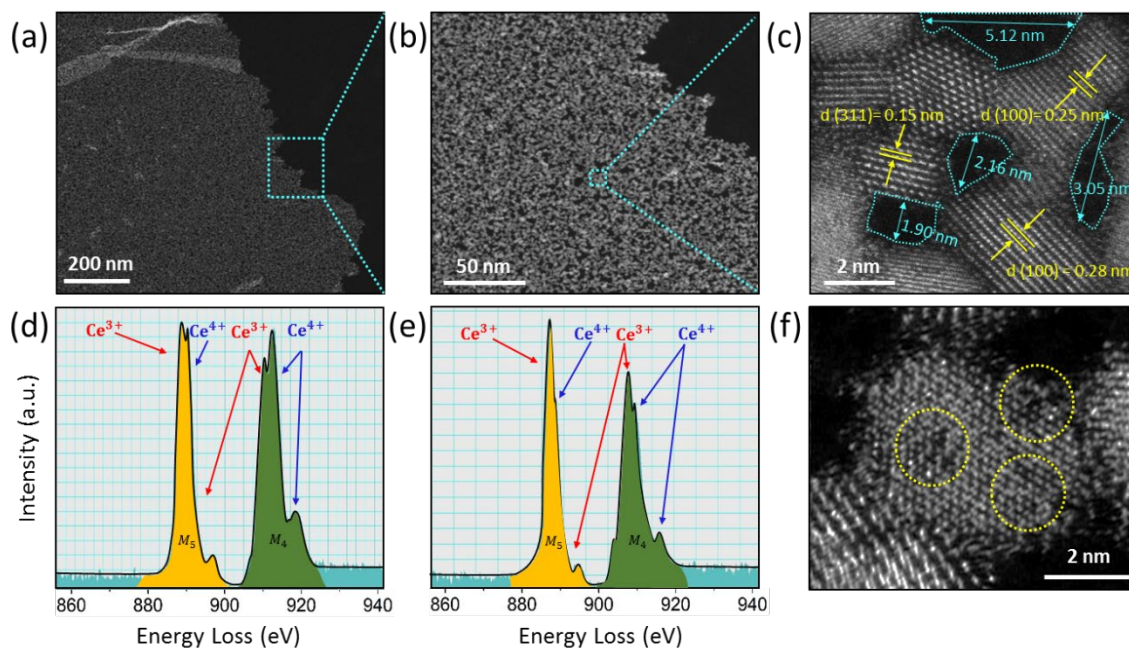 (a)
200 nm
(b)
50 nm
(c)
5.12 nm
d (311)= 0.15 nm
d (100)= 0.25 nm
2.16 nm
3.05 nm
1.90 nm
d (100) = 0.28 nm
2 nm
(d)
Ce³⁺
Ce⁴⁺
Ce³⁺
Ce⁴⁺
M₅
M₄
Intensity (a.u.)
860 880 900 920 940
Energy Loss (eV)
(e)
Ce³⁺
Ce⁴⁺
Ce³⁺
Ce⁴⁺
M₅
M₄
860 880 900 920 940
Energy Loss (eV)
(f)
2 nm